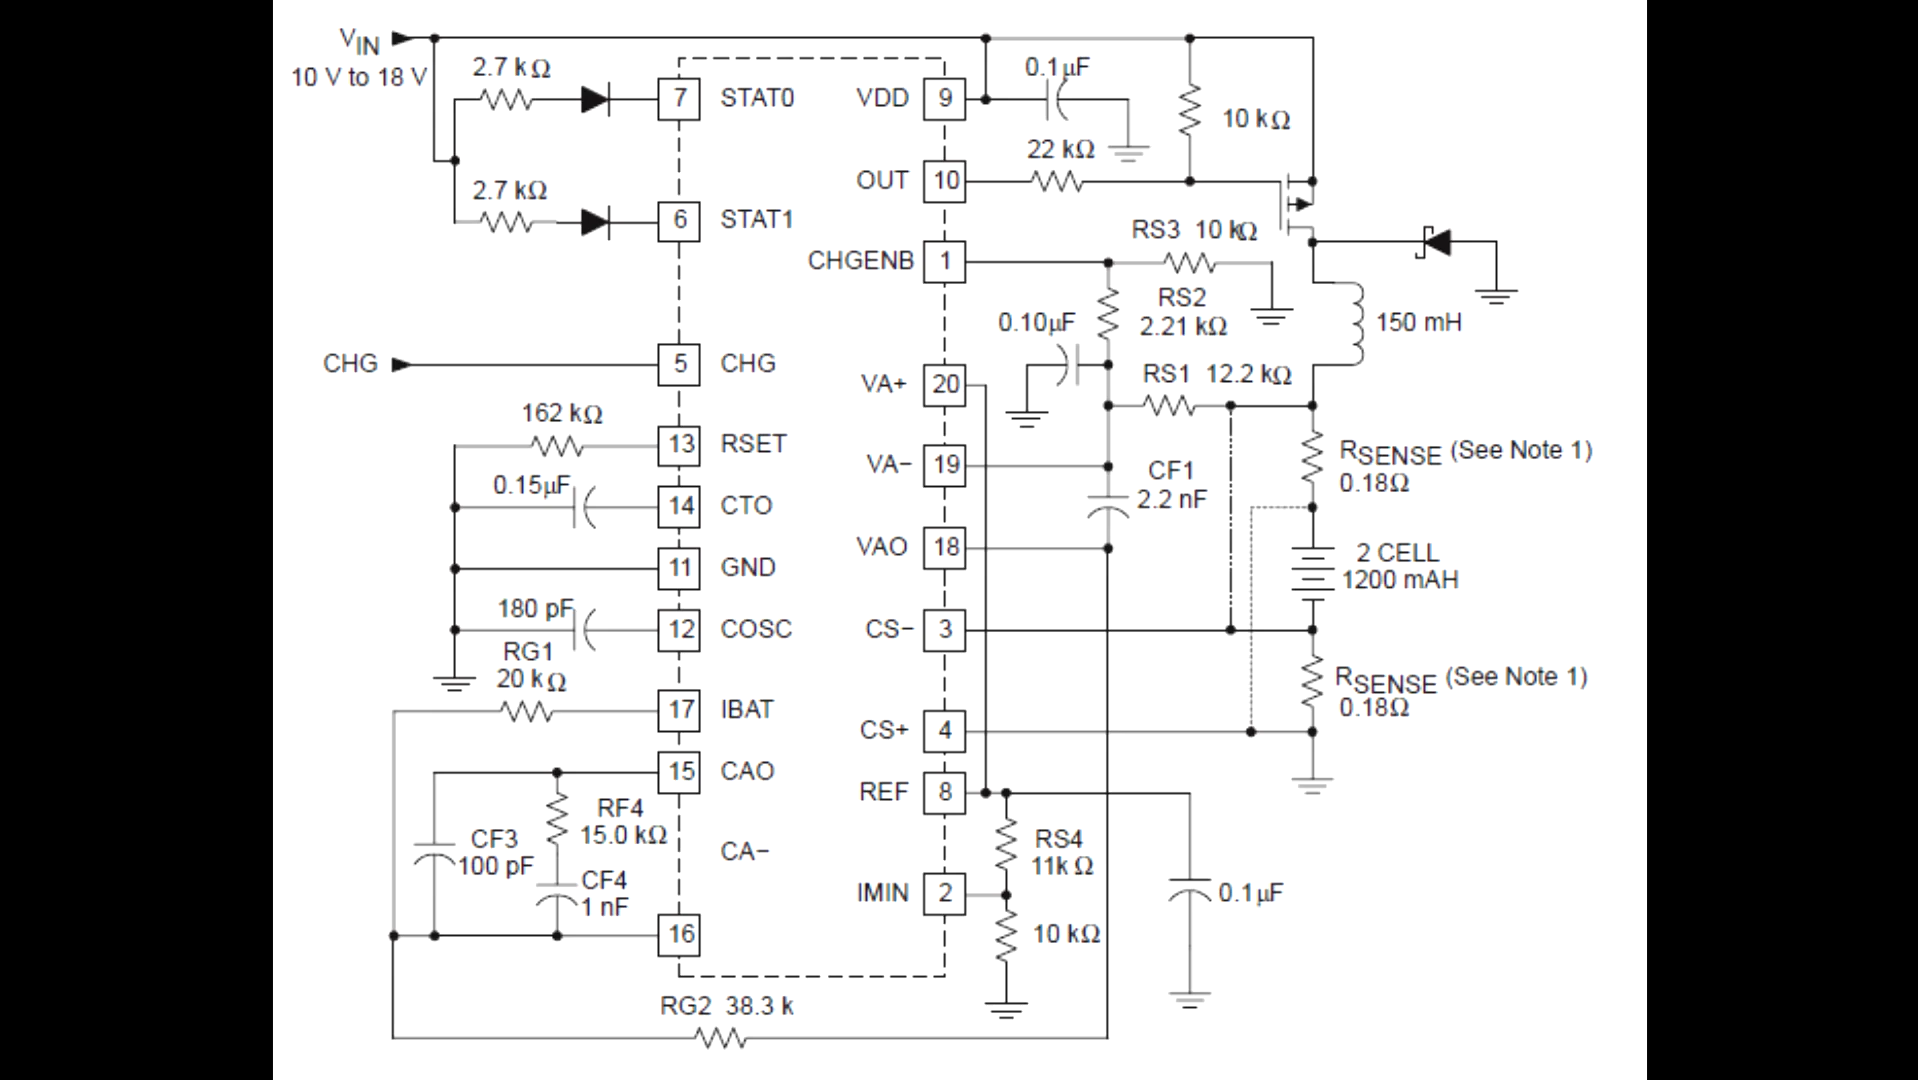 VIN
10 V to 18 V
2.7 kΩ
7
STAT0
VDD
9
0.1μF
10 kΩ
22 kΩ
OUT
10
2.7 kΩ
6
STAT1
RS3 10 kΩ
CHGENB
1
RS2
2.21 kΩ
0.10μF
150 mH
CHG
5
CHG
RS1 12.2 kΩ
VA+
20
162 kΩ
13
RSET
VA−
19
RSENSE (See Note 1)
0.18Ω
CF1
2.2 nF
0.15μF
14
CTO
VAO
18
2 CELL
1200 mAH
11
GND
180 pF
12
COSC
CS−
3
RG1
20 kΩ
RSENSE (See Note 1)
0.18Ω
17
IBAT
CS+
4
15
CAO
REF
8
RF4
15.0 kΩ
CF3
100 pF
RS4
11k Ω
CA−
CF4
1 nF
IMIN
2
0.1μF
16
10 kΩ
RG2 38.3 k